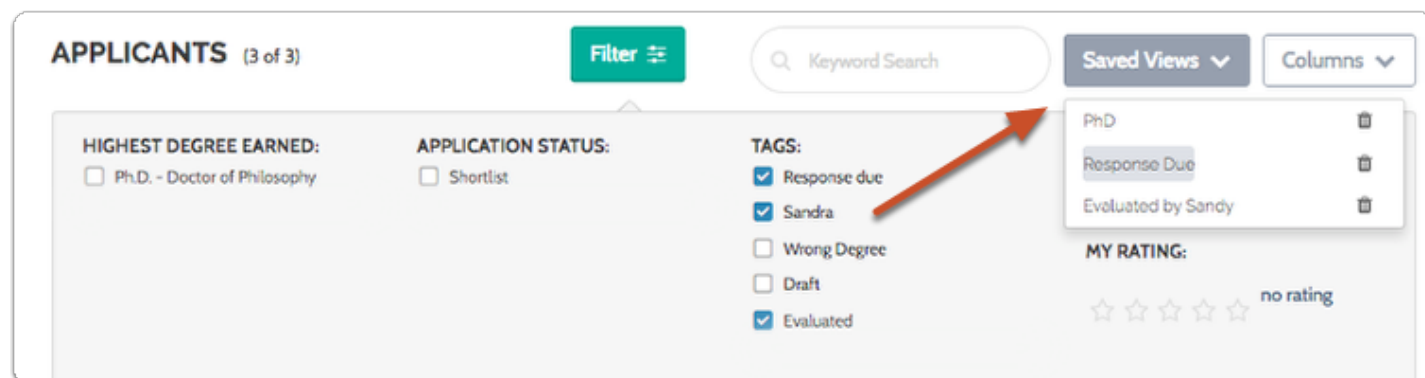 APPLICANTS (3 of 3)
Filter
Keyword Search
Saved Views
Columns
PhD
Response Due
Evaluated by Sandy
HIGHEST DEGREE EARNED:
Ph.D. - Doctor of Philosophy
APPLICATION STATUS:
Shortlist
TAGS:
Response due
Sandra
Wrong Degree
Draft
Evaluated
MY RATING:
no rating